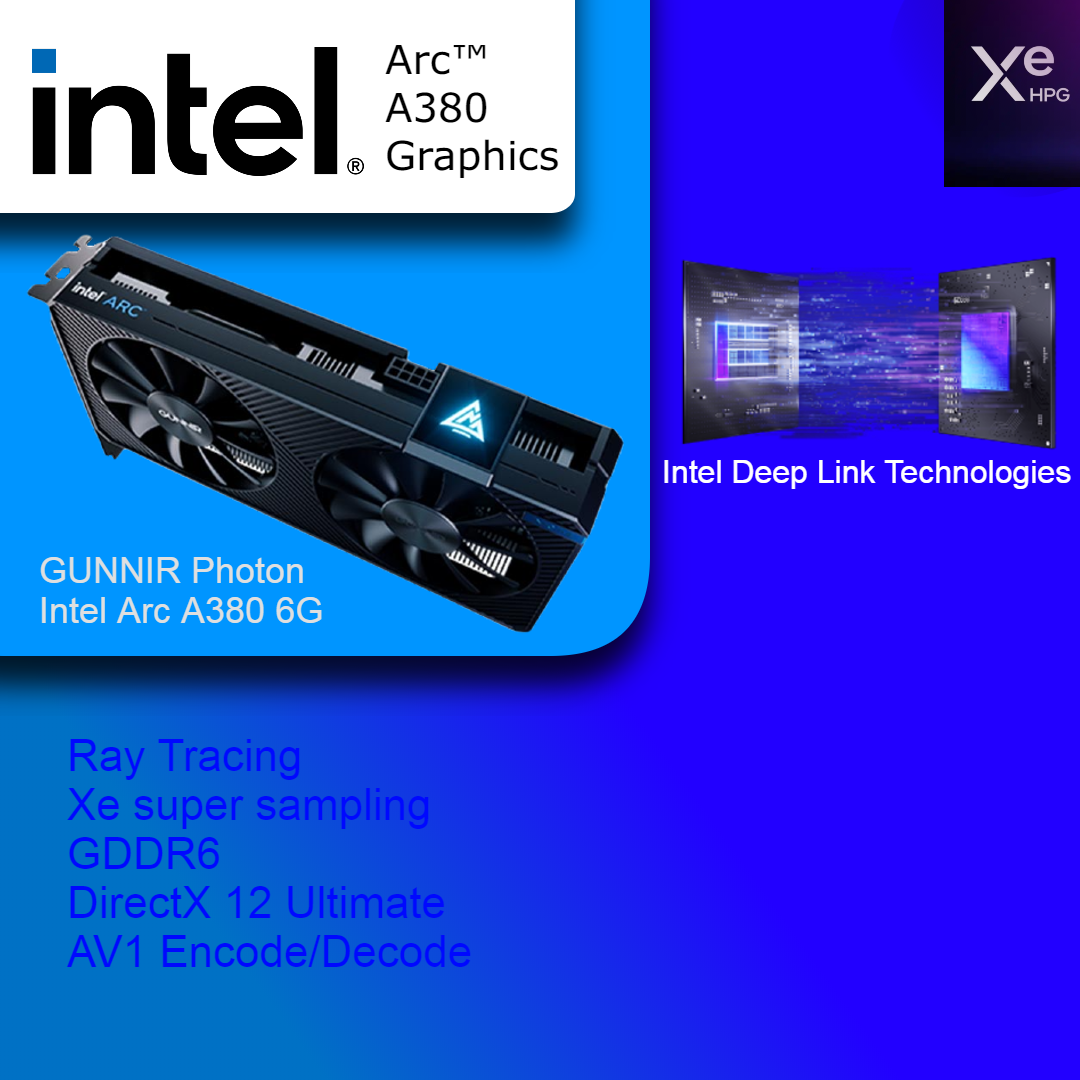 intel®
Arc™
A380
Graphics
Xe
HPG
intel ARC
GUNNIR
Intel Deep Link Technologies
GUNNIR Photon
Intel Arc A380 6G
Ray Tracing
Xe super sampling
GDDR6
DirectX 12 Ultimate
AV1 Encode/Decode